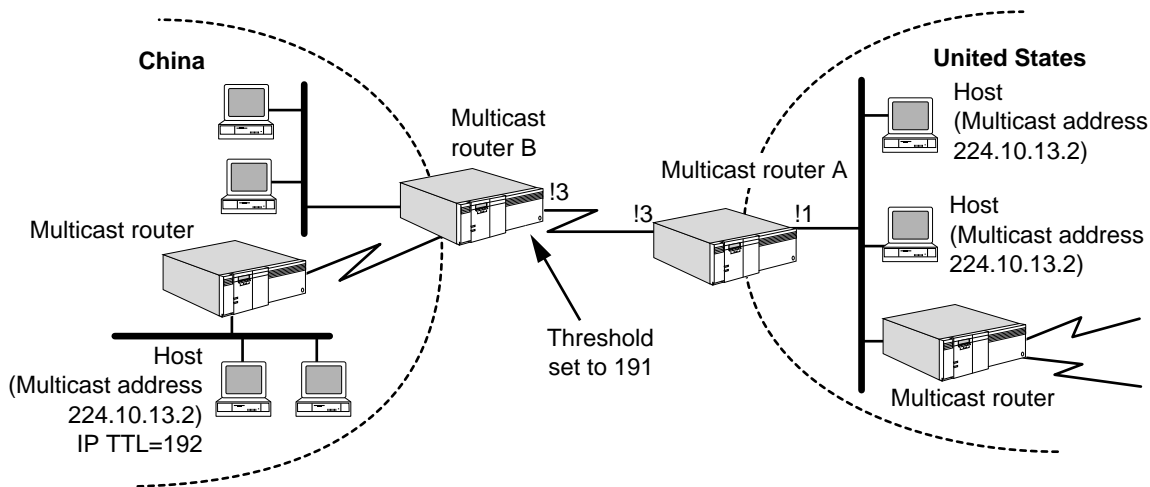 China
United States
Multicast
router B
Host
(Multicast address
224.10.13.2)
Multicast router A
!3
!3
!1
Multicast router
Host
(Multicast address
224.10.13.2)
Threshold
set to 191
Host
(Multicast address
224.10.13.2)
IP TTL=192
Multicast router